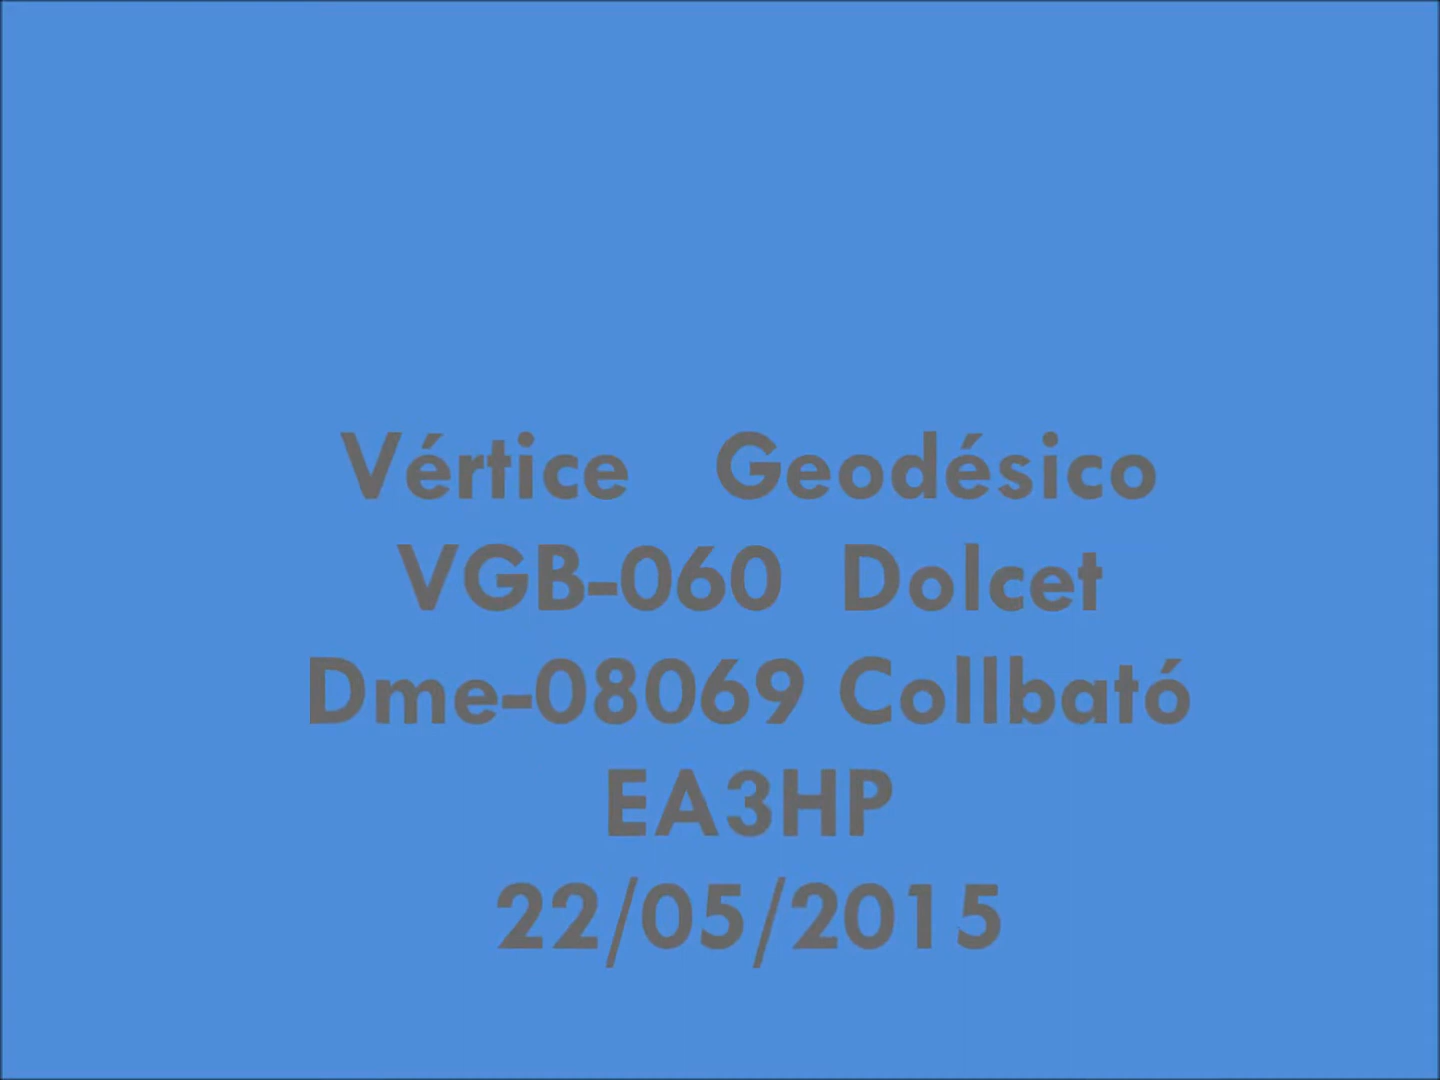 Vértice Geodésico
VGB-060 Dolcet
Dme-08069 Collbató
EA3HP
22/05/2015